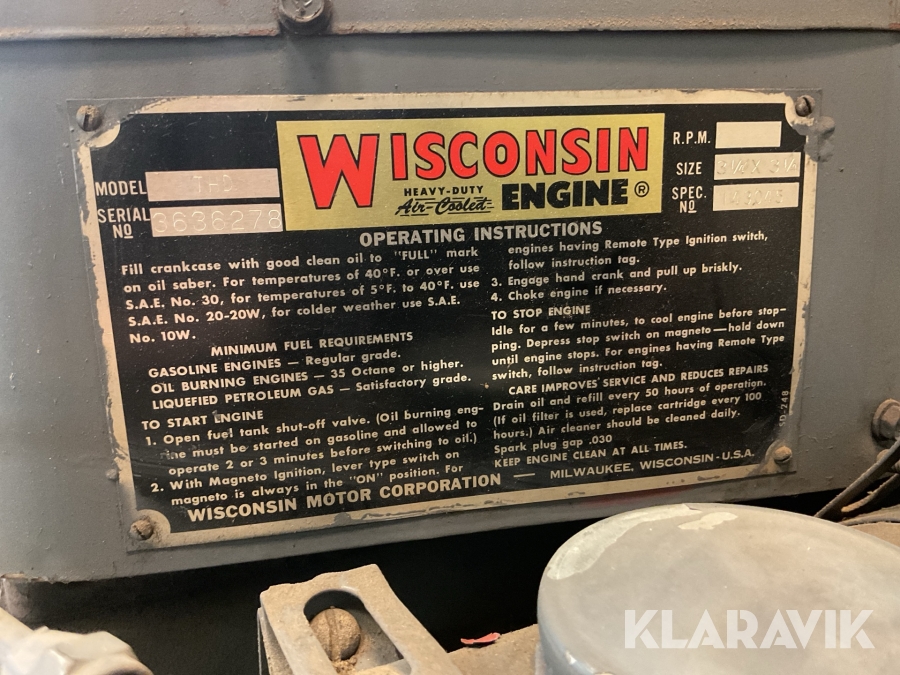 WISCONSIN
HEAVY-DUTY
Air-Cooled
ENGINE ®
MODEL THD
SERIAL
No 3636278
R.P.M.
SIZE 3¼ X 3¼
SPEC.
No
OPERATING INSTRUCTIONS
Fill crankcase with good clean oil to "FULL" mark
on oil saber. For temperatures of 40°F. or over use
S.A.E. No. 30, for temperatures of 5°F. to 40°F. use
S.A.E. No. 20-20W, for colder weather use S.A.E.
No. 10W.
MINIMUM FUEL REQUIREMENTS
GASOLINE ENGINES — Regular grade.
OIL BURNING ENGINES — 35 Octane or higher.
LIQUEFIED PETROLEUM GAS — Satisfactory grade.
TO START ENGINE
1. Open fuel tank shut-off valve. (Oil burning eng-
ine must be started on gasoline and allowed to
operate 2 or 3 minutes before switching to oil.)
2. With Magneto Ignition, lever type switch on
magneto is always in the "ON" position. For
engines having Remote Type Ignition switch,
follow instruction tag.
3. Engage hand crank and pull up briskly.
4. Choke engine if necessary.
TO STOP ENGINE
Idle for a few minutes, to cool engine before stop-
ping. Depress stop switch on magneto — hold down
until engine stops. For engines having Remote Type
switch, follow instruction tag.
CARE IMPROVES SERVICE AND REDUCES REPAIRS
Drain oil and refill every 50 hours of operation.
(If oil filter is used, replace cartridge every 100
hours.) Air cleaner should be cleaned daily.
Spark plug gap .030
KEEP ENGINE CLEAN AT ALL TIMES.
WISCONSIN MOTOR CORPORATION — MILWAUKEE, WISCONSIN - U.S.A.
SD-248
KLARAVIK